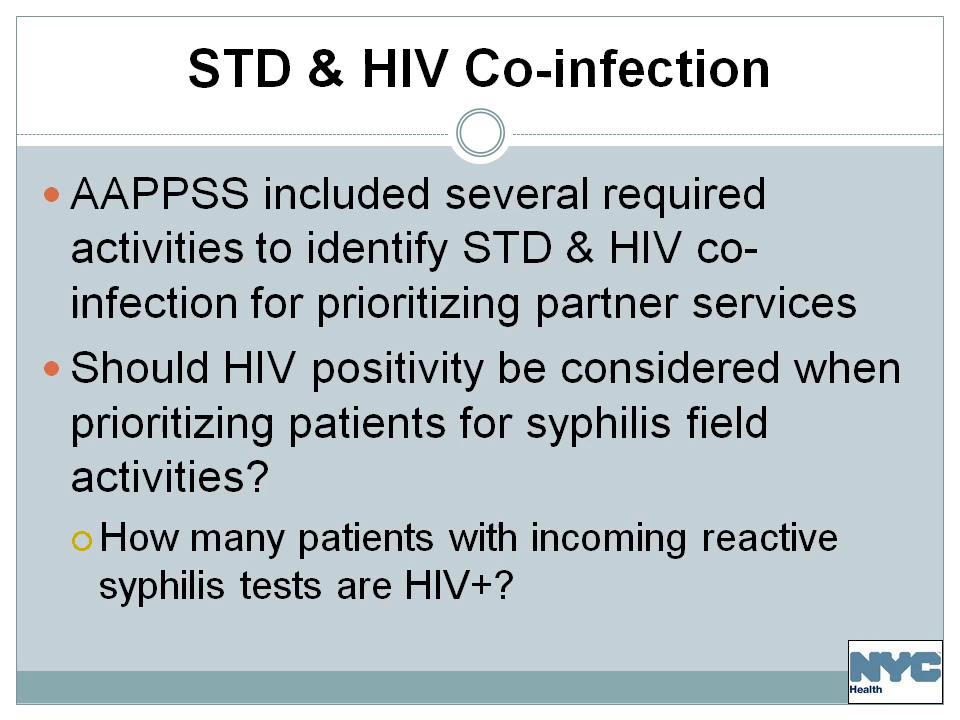 STD & HIV Co-infection
AAPPSS included several required
activities to identify STD & HIV co-
infection for prioritizing partner services
Should HIV positivity be considered when
prioritizing patients for syphilis field
activities?
How many patients with incoming reactive
syphilis tests are HIV+?
NYC
Health